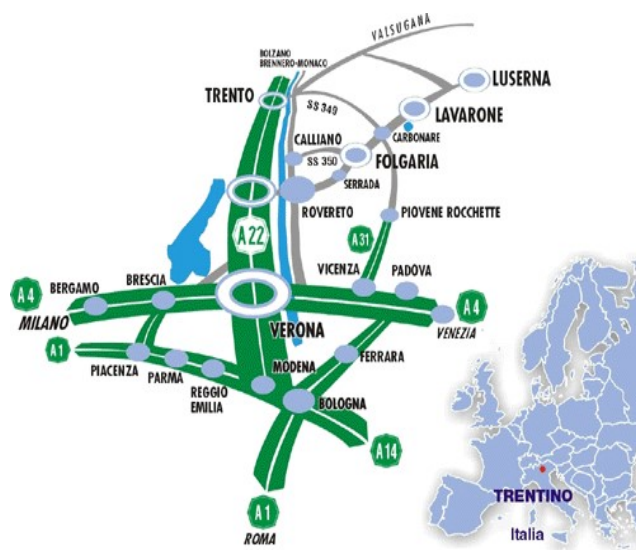 VALSUGANA
BOLZANO
BRENNERO-MONACO
TRENTO
LUSERNA
SS 349
LAVARONE
CARBONARE
CALLIANO
SS 350
FOLGARIA
SERRADA
ROVERETO
PIOVENE ROCCHETTE
A22
A31
VICENZA
PADOVA
BERGAMO
BRESCIA
A4
MILANO
A4
VENEZIA
VERONA
A1
PIACENZA
PARMA
REGGIO
EMILIA
MODENA
FERRARA
BOLOGNA
A14
A1
ROMA
TRENTINO
Italia